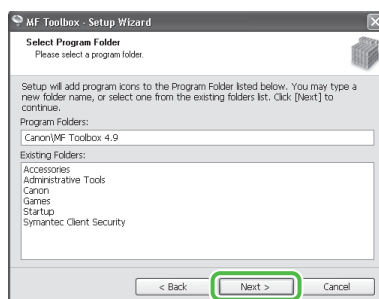 MF Toolbox - Setup Wizard
Select Program Folder
Please select a program folder.
Setup will add program icons to the Program Folder listed below. You may type a
new folder name, or select one from the existing folders list. Click [Next] to
continue.
Program Folders:
Canon\MF Toolbox 4.9
Existing Folders:
Accessories
Administrative Tools
Canon
Games
Startup
Symantec Client Security
< Back Next > Cancel